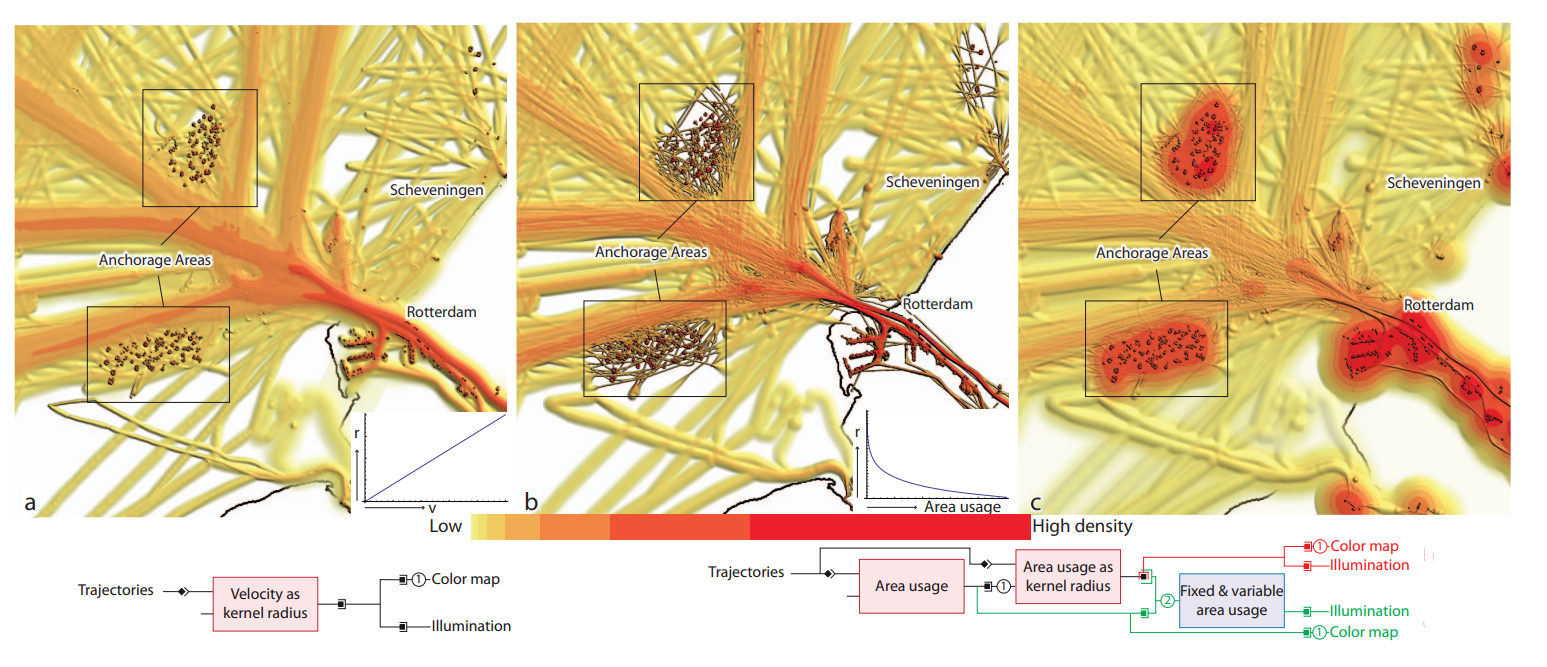 Scheveningen
Anchorage Areas
Rotterdam
r
v
a
Scheveningen
Anchorage Areas
Rotterdam
r
Area usage
b
Scheveningen
Anchorage Areas
Rotterdam
c
Low
High density
Trajectories
Velocity as
kernel radius
1 Color map
Illumination
Trajectories
Area usage
1
Area usage as
kernel radius
2
Fixed & variable
area usage
1 Color map
Illumination
Illumination
1 Color map